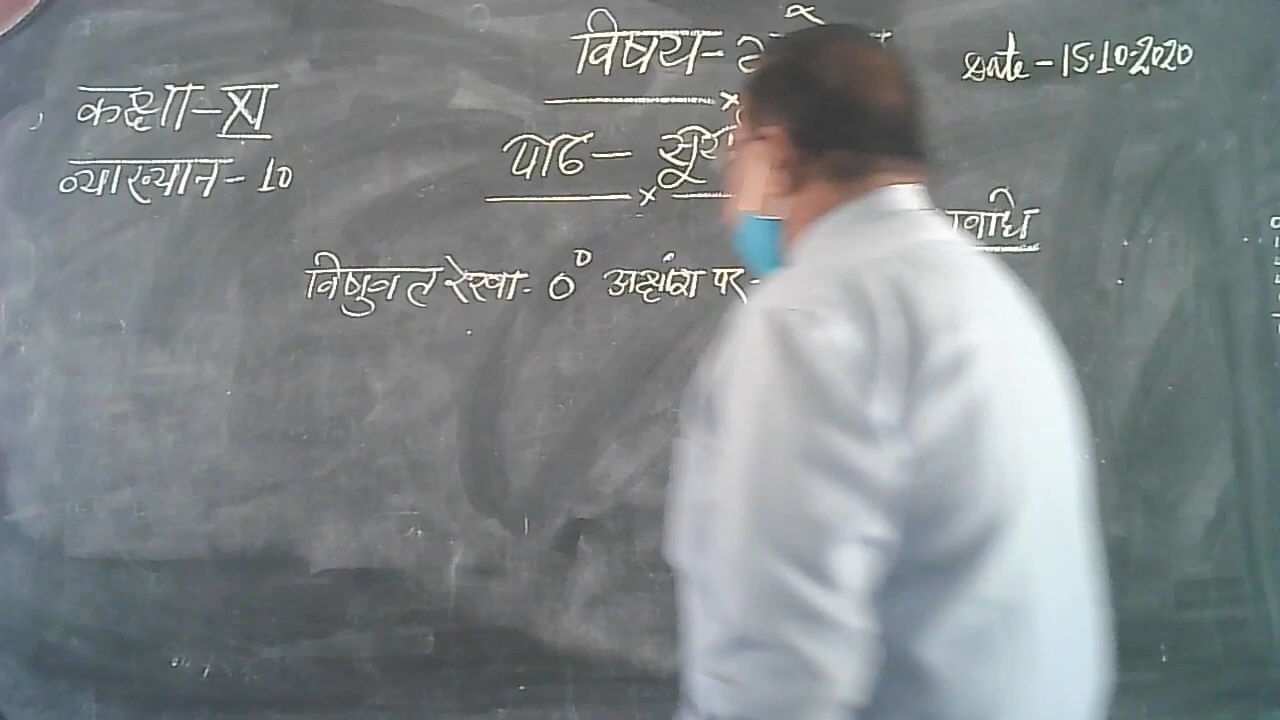 विषय-
Date - 15.10.2020
कक्षा - XI
व्याख्यान - 10
पाठ -
विषुवत रेखा - 0° अक्षांश पर -